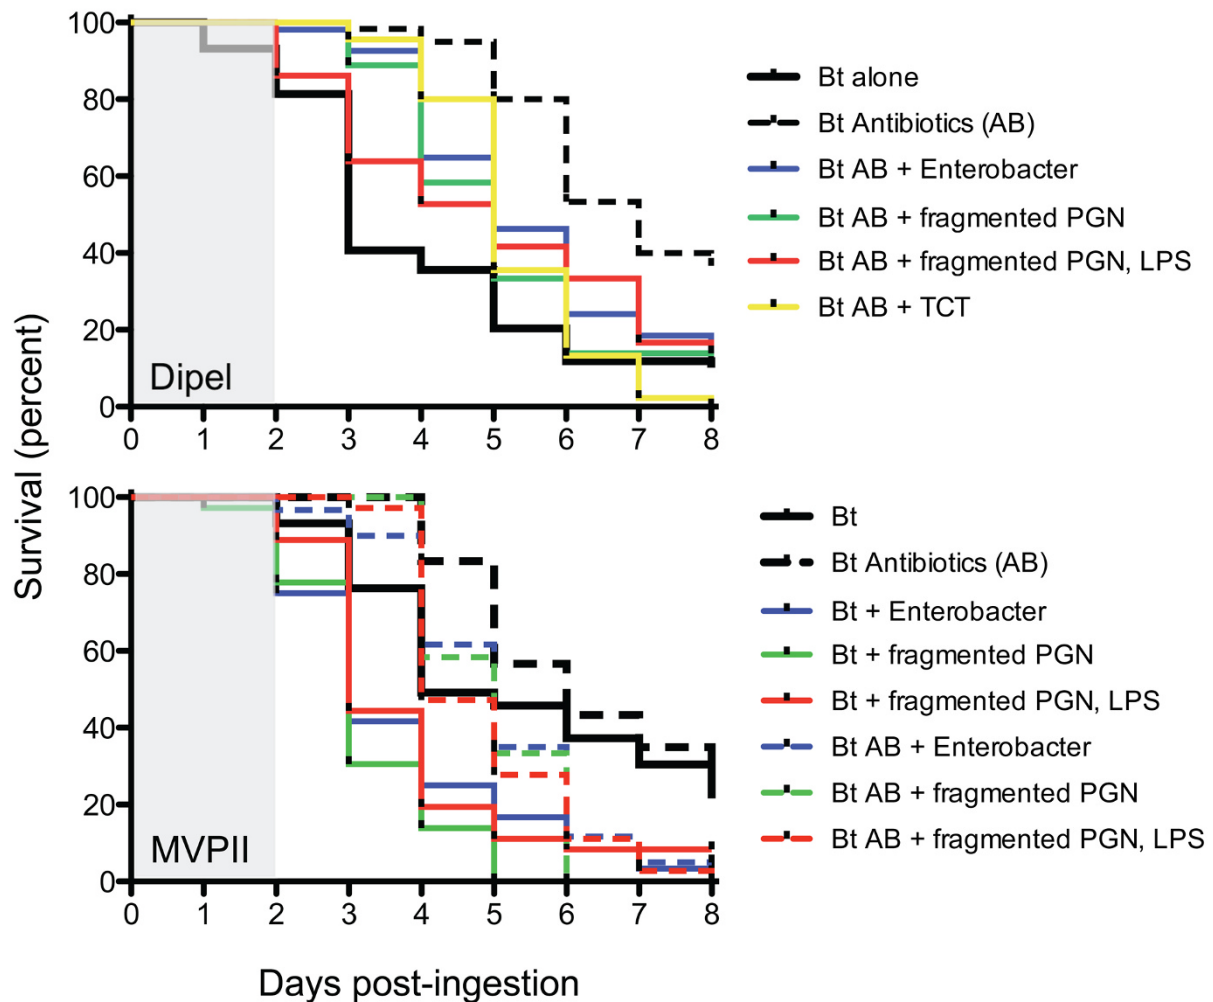 Survival (percent)
100
80
60
40
20
0
Dipel
0 1 2 3 4 5 6 7 8
Bt alone
Bt Antibiotics (AB)
Bt AB + Enterobacter
Bt AB + fragmented PGN
Bt AB + fragmented PGN, LPS
Bt AB + TCT
100
80
60
40
20
0
MVPII
0 1 2 3 4 5 6 7 8
Bt
Bt Antibiotics (AB)
Bt + Enterobacter
Bt + fragmented PGN
Bt + fragmented PGN, LPS
Bt AB + Enterobacter
Bt AB + fragmented PGN
Bt AB + fragmented PGN, LPS
Days post-ingestion